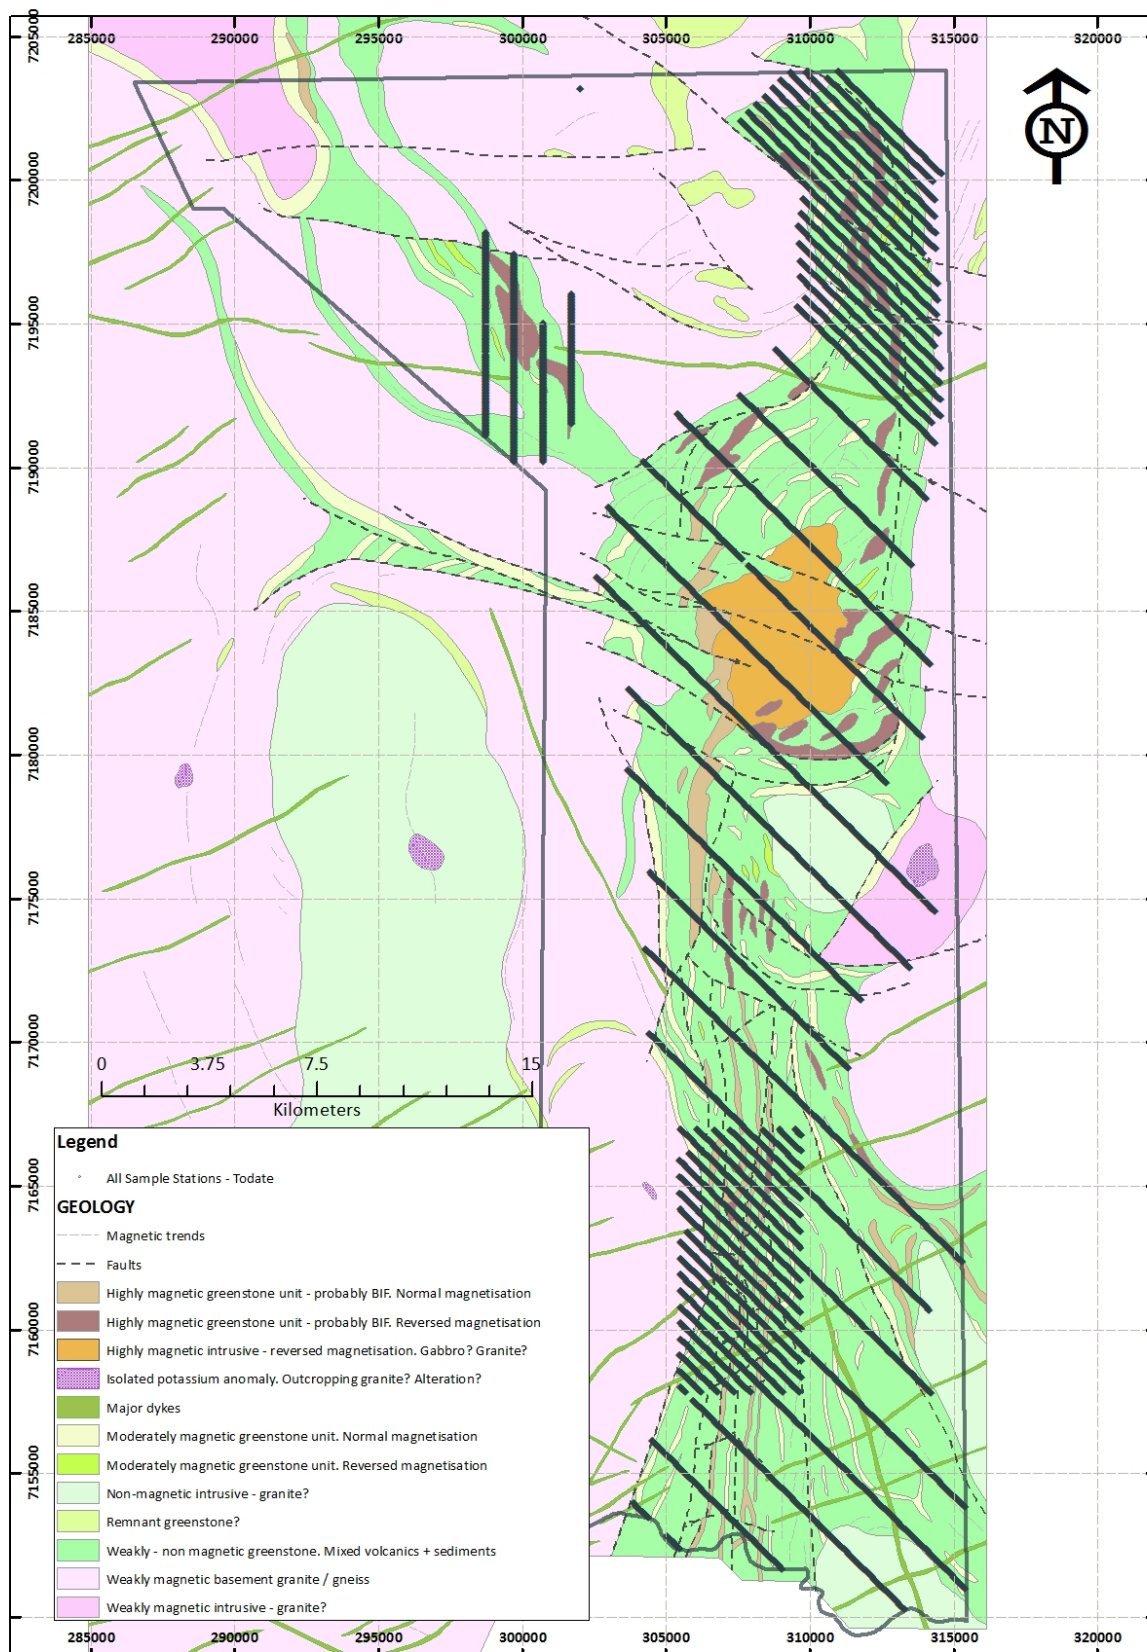 285000 290000 295000 300000 305000 310000 315000 320000
N
7205000
7200000
7195000
7190000
7185000
7180000
7175000
7170000
7165000
7160000
7155000
0 3.75 7.5 15
Kilometers
Legend
All Sample Stations - Todate
GEOLOGY
Magnetic trends
Faults
Highly magnetic greenstone unit - probably BIF. Normal magnetisation
Highly magnetic greenstone unit - probably BIF. Reversed magnetisation
Highly magnetic intrusive - reversed magnetisation. Gabbro? Granite?
Isolated potassium anomaly. Outcropping granite? Alteration?
Major dykes
Moderately magnetic greenstone unit. Normal magnetisation
Moderately magnetic greenstone unit. Reversed magnetisation
Non-magnetic intrusive - granite?
Remnant greenstone?
Weakly - non magnetic greenstone. Mixed volcanics + sediments
Weakly magnetic basement granite / gneiss
Weakly magnetic intrusive - granite?
285000 290000 295000 300000 305000 310000 315000 320000